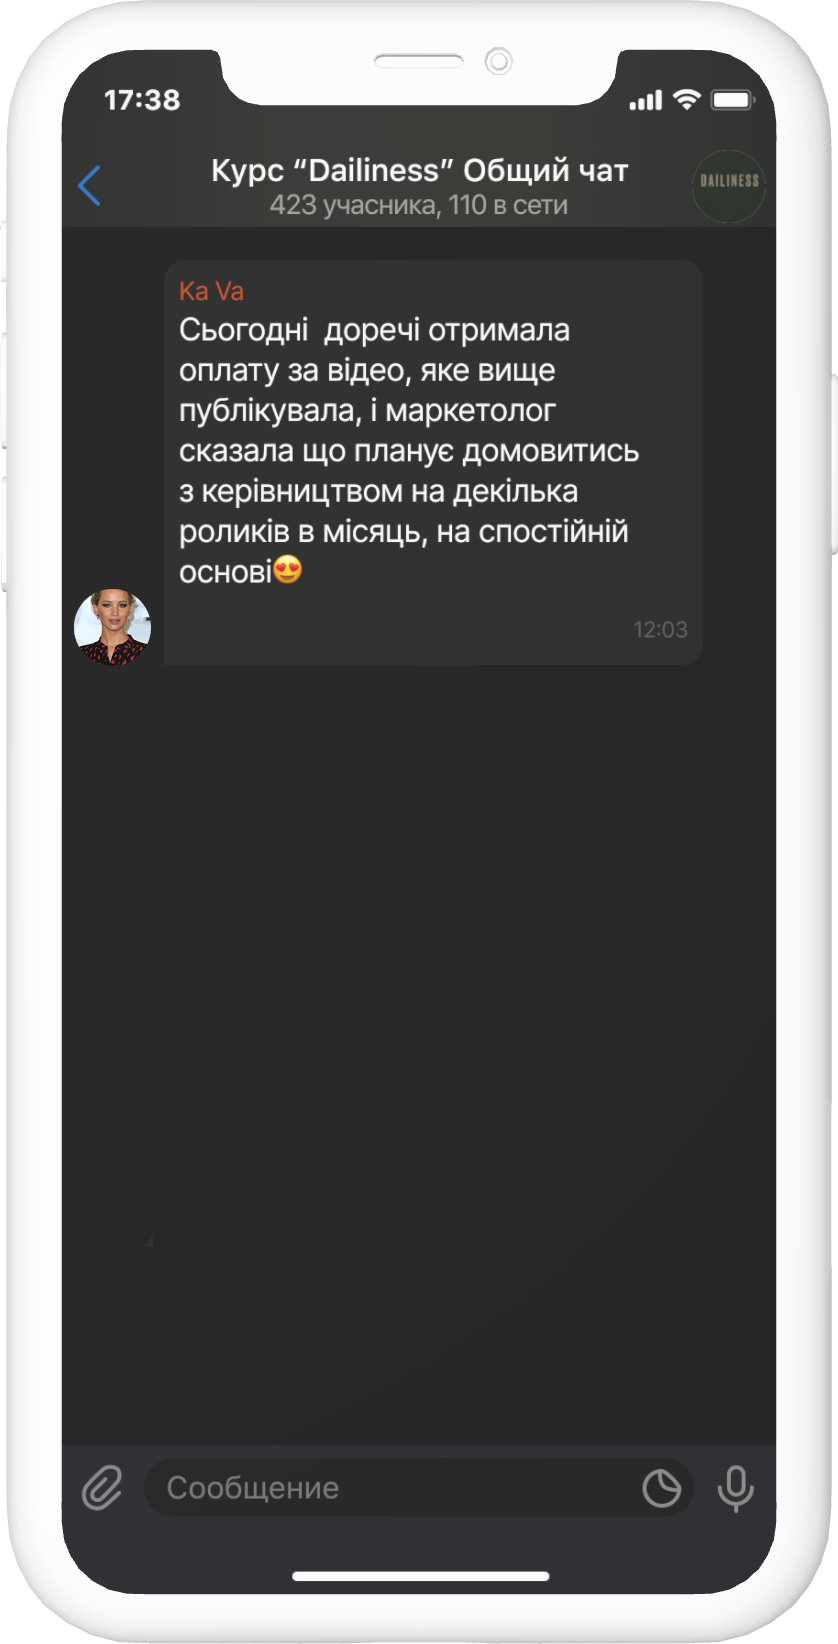 17:38
Курс “Dailiness” Общий чат
423 учасника, 110 в сети
DAILINESS
Ka Va
Сьогодні  доречі отримала
оплату за відео, яке вище
публікувала, і маркетолог
сказала що планує домовитись
з керівництвом на декілька
роликів в місяць, на спостійній
основі😍
12:03
Сообщение